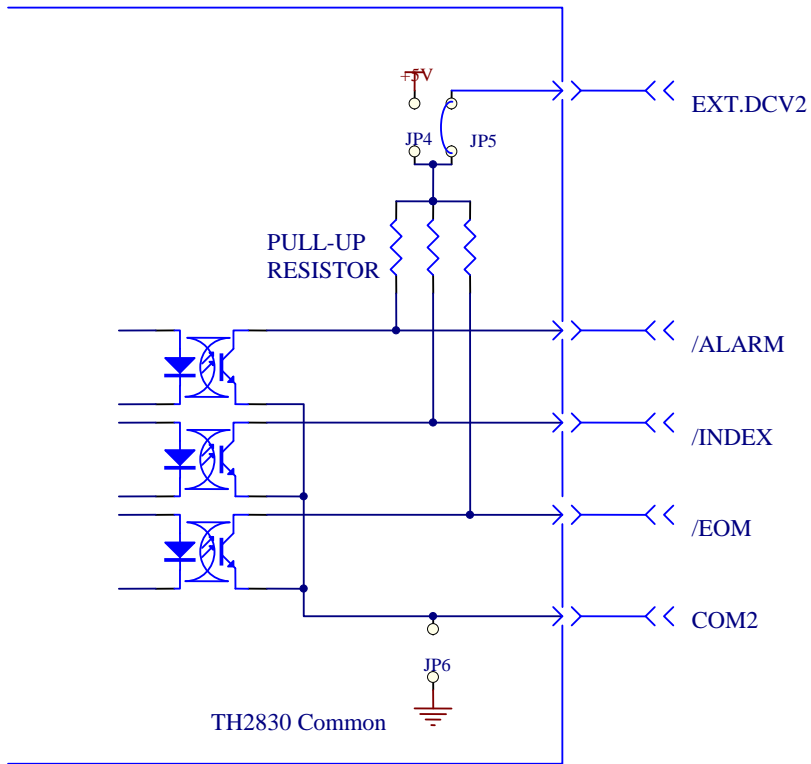 +5V
EXT.DCV2
JP4
JP5
PULL-UP
RESISTOR
/ALARM
/INDEX
/EOM
COM2
JP6
TH2830 Common